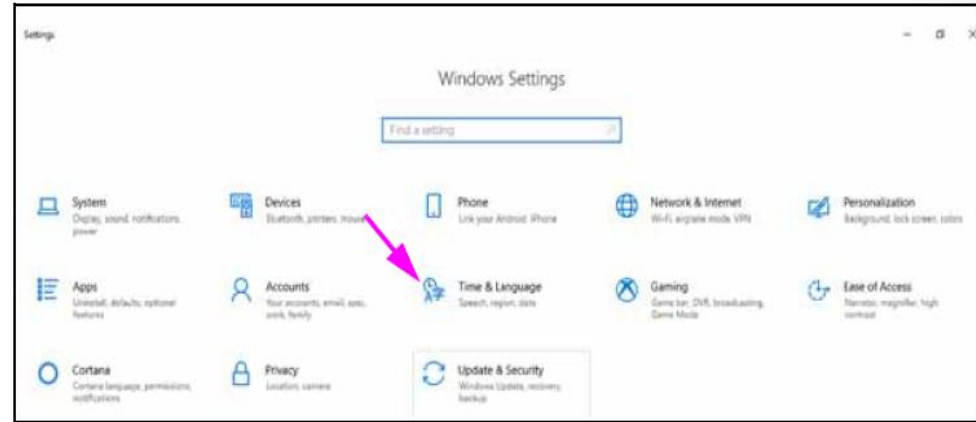 Settings
Windows Settings
Find a setting
System
Display, sound, notifications,
power
Devices
Bluetooth, printers, mouse
Phone
Link your Android, iPhone
Network & Internet
Wi-Fi, airplane mode, VPN
Personalization
Background, lock screen, colors
Apps
Uninstall, defaults, optional
features
Accounts
Your accounts, email, sync,
work, family
Time & Language
Speech, region, date
Gaming
Game bar, DVR, broadcasting,
Game Mode
Ease of Access
Narrator, magnifier, high
contrast
Cortana
Cortana language, permissions,
notifications
Privacy
Location, camera
Update & Security
Windows Update, recovery,
backup